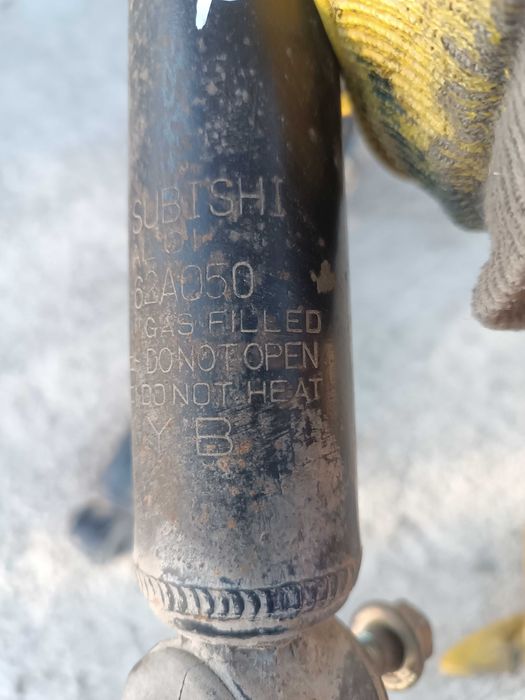 SUBISHI
62A050
GAS FILLED
DO NOT OPEN
DO NOT HEAT
Y B